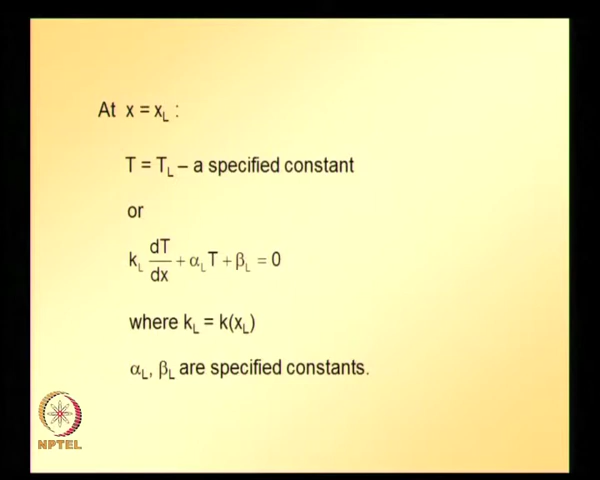 At x = x_L :
T = T_L – a specified constant
or
k_L dT/dx + α_L T + β_L = 0
where k_L = k(x_L)
α_L, β_L are specified constants.
NPTEL